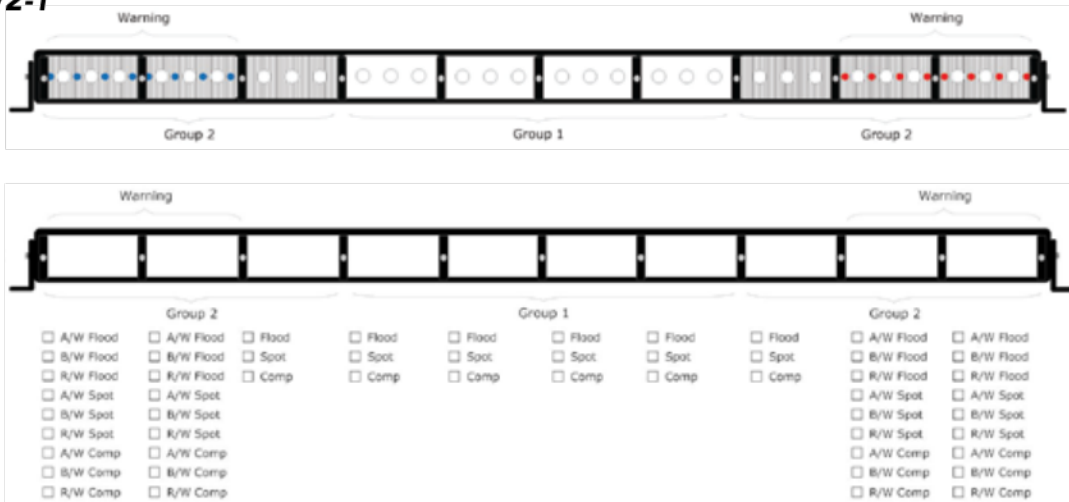 Warning Warning
Group 2 Group 1 Group 2
Warning Warning
Group 2 Group 1 Group 2
A/W Flood A/W Flood Flood Flood Flood Flood Flood Flood A/W Flood A/W Flood
B/W Flood B/W Flood Spot Spot Spot Spot Spot Spot B/W Flood B/W Flood
R/W Flood R/W Flood Comp Comp Comp Comp Comp Comp R/W Flood R/W Flood
A/W Spot A/W Spot A/W Spot A/W Spot
B/W Spot B/W Spot B/W Spot B/W Spot
R/W Spot R/W Spot R/W Spot R/W Spot
A/W Comp A/W Comp A/W Comp A/W Comp
B/W Comp B/W Comp B/W Comp B/W Comp
R/W Comp R/W Comp R/W Comp R/W Comp